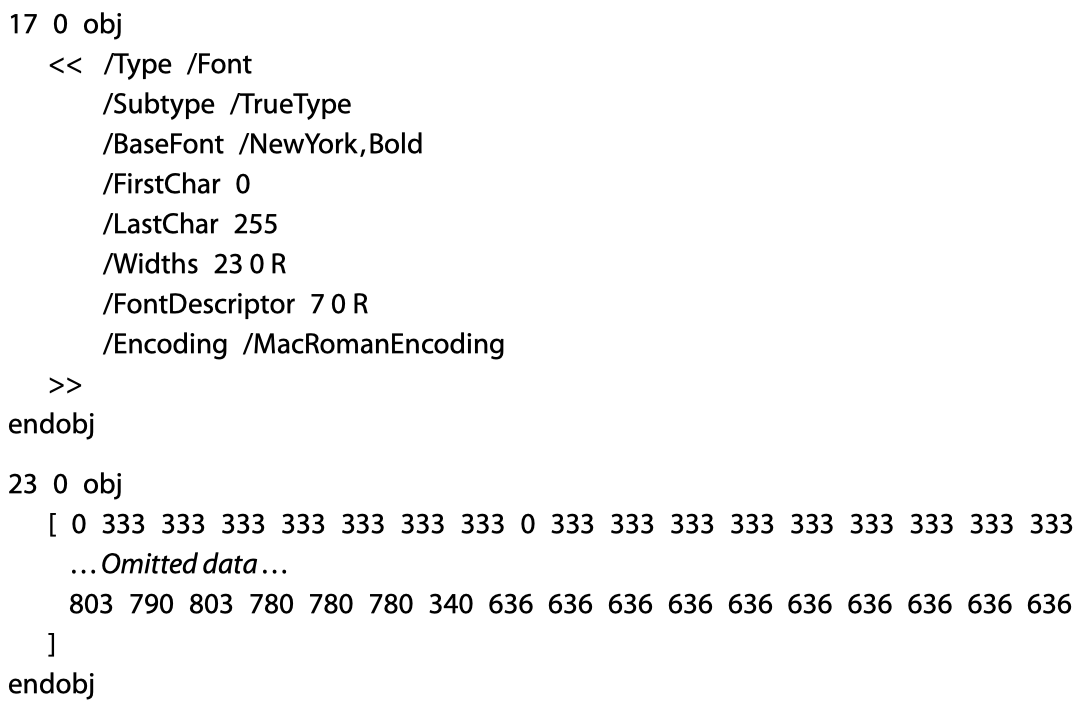 17 0 obj
<< /Type /Font
/Subtype /TrueType
/BaseFont /NewYork,Bold
/FirstChar 0
/LastChar 255
/Widths 23 0 R
/FontDescriptor 7 0 R
/Encoding /MacRomanEncoding
>>
endobj
23 0 obj
[ 0 333 333 333 333 333 333 333 0 333 333 333 333 333 333 333 333 333
…Omitted data…
803 790 803 780 780 780 340 636 636 636 636 636 636 636 636 636 636
]
endobj